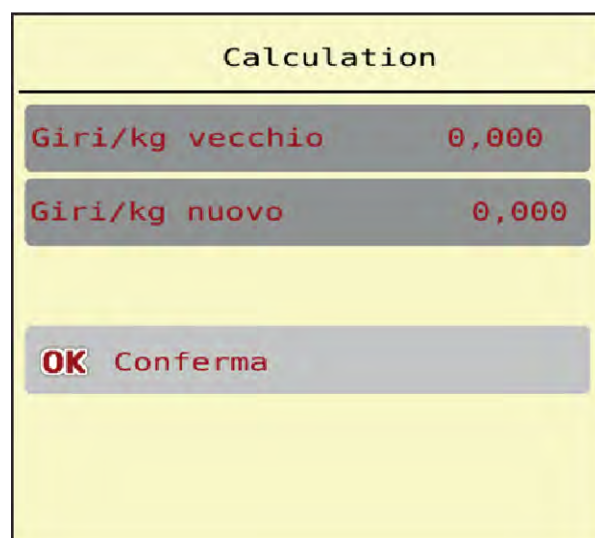 Calculation
Giri/kg vecchio 0,000
Giri/kg nuovo 0,000
OK Conferma